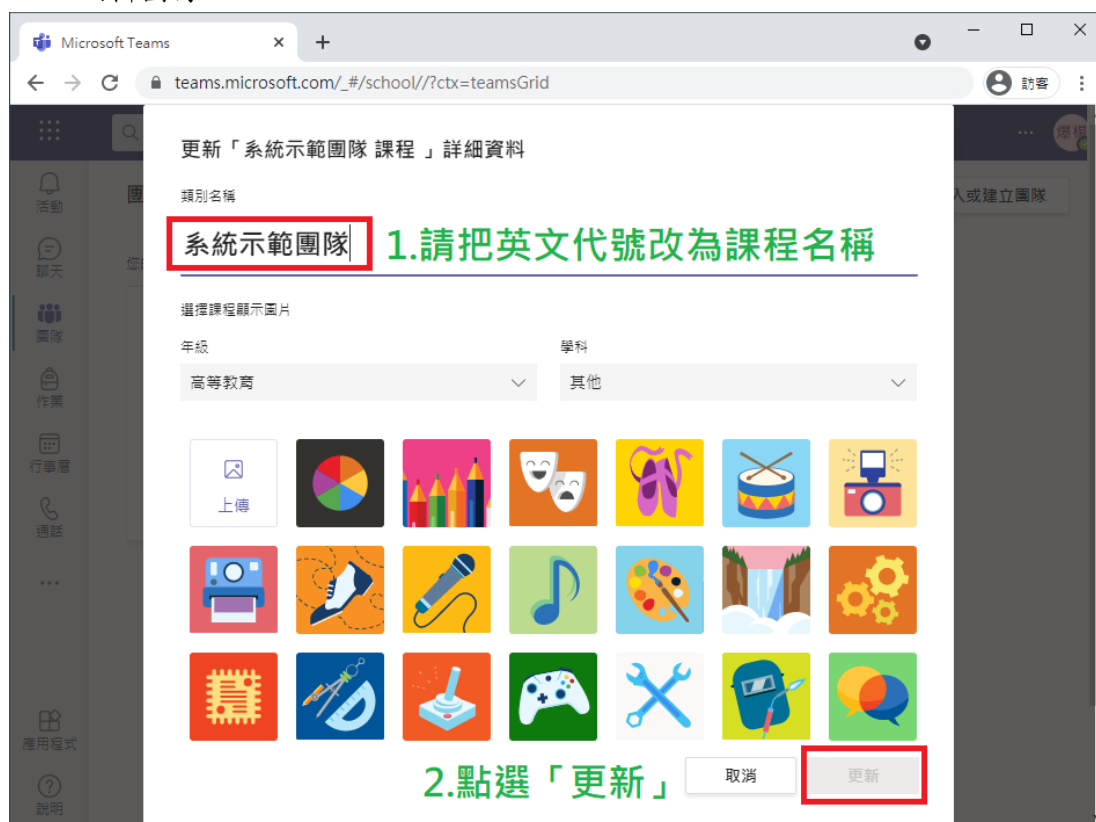 Microsoft Teams
teams.microsoft.com/_#/school//?ctx=teamsGrid
訪客
更新「系統示範團隊 課程 」詳細資料
活動
團
入或建立團隊
類別名稱
系統示範團隊
1.請把英文代號改為課程名稱
聊天
您
選擇課程顯示圖片
團隊
年級
學科
高等教育
其他
作業
行事曆
上傳
通話
應用程式
2.點選「更新」
取消
更新
說明